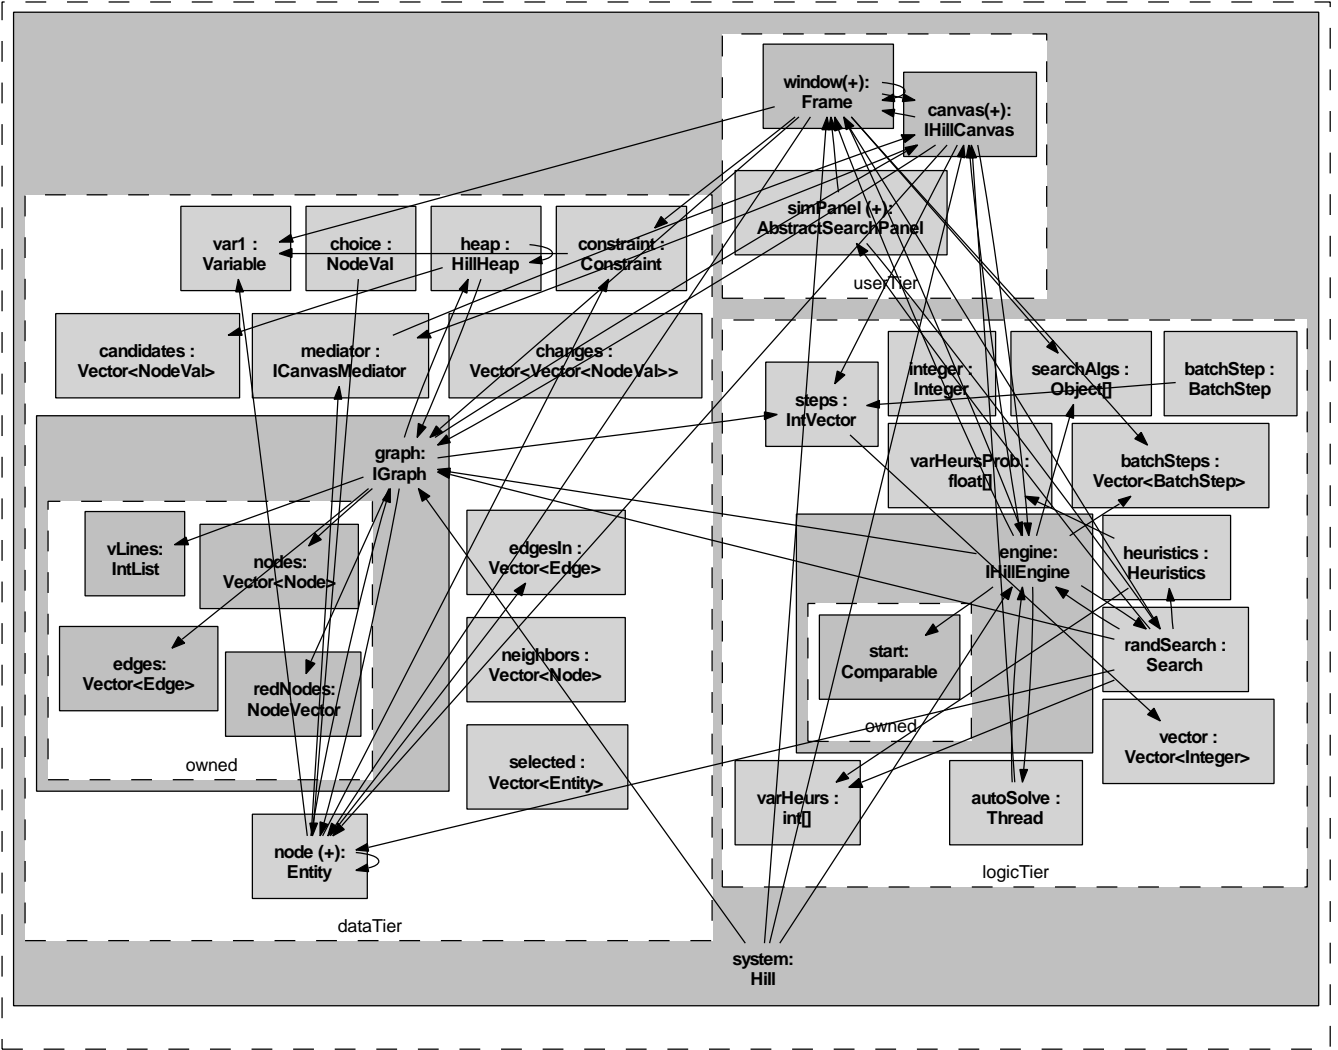 window(+):
Frame
canvas(+):
IHillCanvas
simPanel (+):
AbstractSearchPanel
userTier
var1 :
Variable
choice :
NodeVal
heap :
HillHeap
constraint :
Constraint
candidates :
Vector<NodeVal>
mediator :
ICanvasMediator
changes :
Vector<Vector<NodeVal>>
graph:
IGraph
vLines:
IntList
nodes:
Vector<Node>
edges:
Vector<Edge>
redNodes:
NodeVector
owned
edgesIn :
Vector<Edge>
neighbors :
Vector<Node>
selected :
Vector<Entity>
node (+):
Entity
dataTier
steps :
IntVector
integer :
Integer
searchAlgs :
Object[]
batchStep :
BatchStep
varHeursProb :
float[]
batchSteps :
Vector<BatchStep>
engine:
IHillEngine
heuristics :
Heuristics
start:
Comparable
owned
randSearch :
Search
vector :
Vector<Integer>
varHeurs :
int[]
autoSolve :
Thread
logicTier
system:
Hill